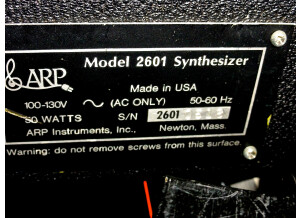 ARP Model 2601 Synthesizer
Made in USA
100-130V ~ (AC ONLY) 50-60 Hz
WATTS S/N 2601
ARP Instruments, Inc., Newton, Mass.
Warning: do not remove screws from this surface.